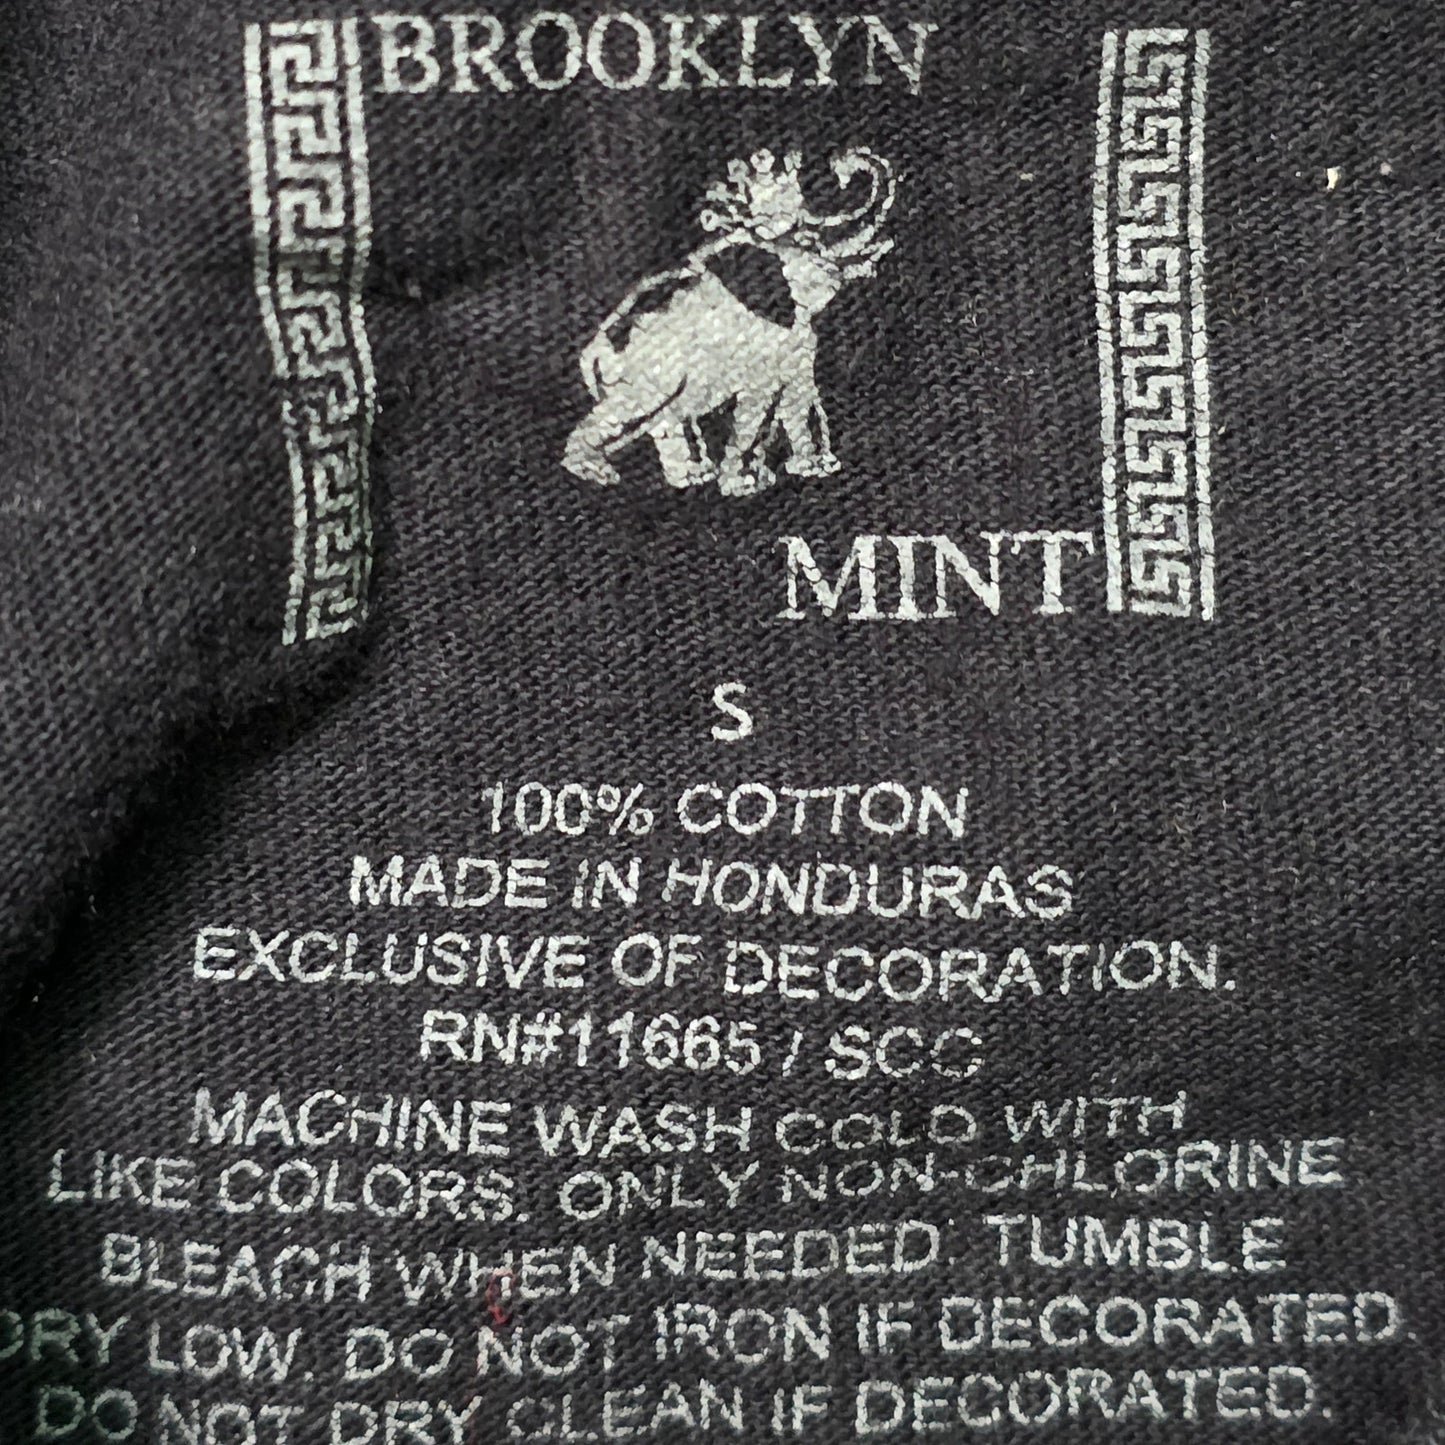 BROOKLYN
MINT
S
100% COTTON
MADE IN HONDURAS
EXCLUSIVE OF DECORATION.
RN#11665 / SCC
MACHINE WASH COLD WITH
LIKE COLORS. ONLY NON-CHLORINE
BLEACH WHEN NEEDED. TUMBLE
DRY LOW. DO NOT IRON IF DECORATED.
DO NOT DRY CLEAN IF DECORATED.